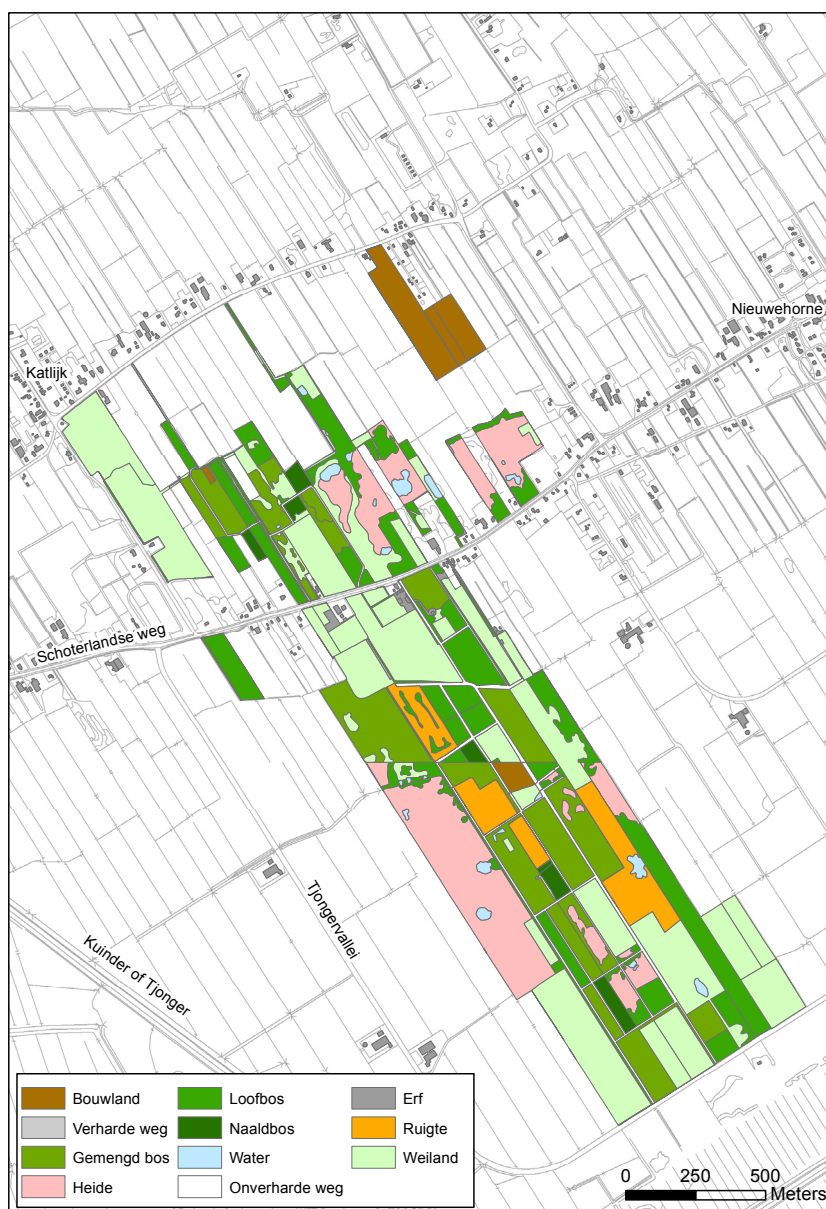 Nieuwehorne
Katlijk
Schoterlandse weg
Tjongervallei
Kuinder of Tjonger
Bouwland
Loofbos
Erf
Verharde weg
Naaldbos
Ruigte
Gemengd bos
Water
Weiland
Heide
Onverharde weg
0 250 500
Meters